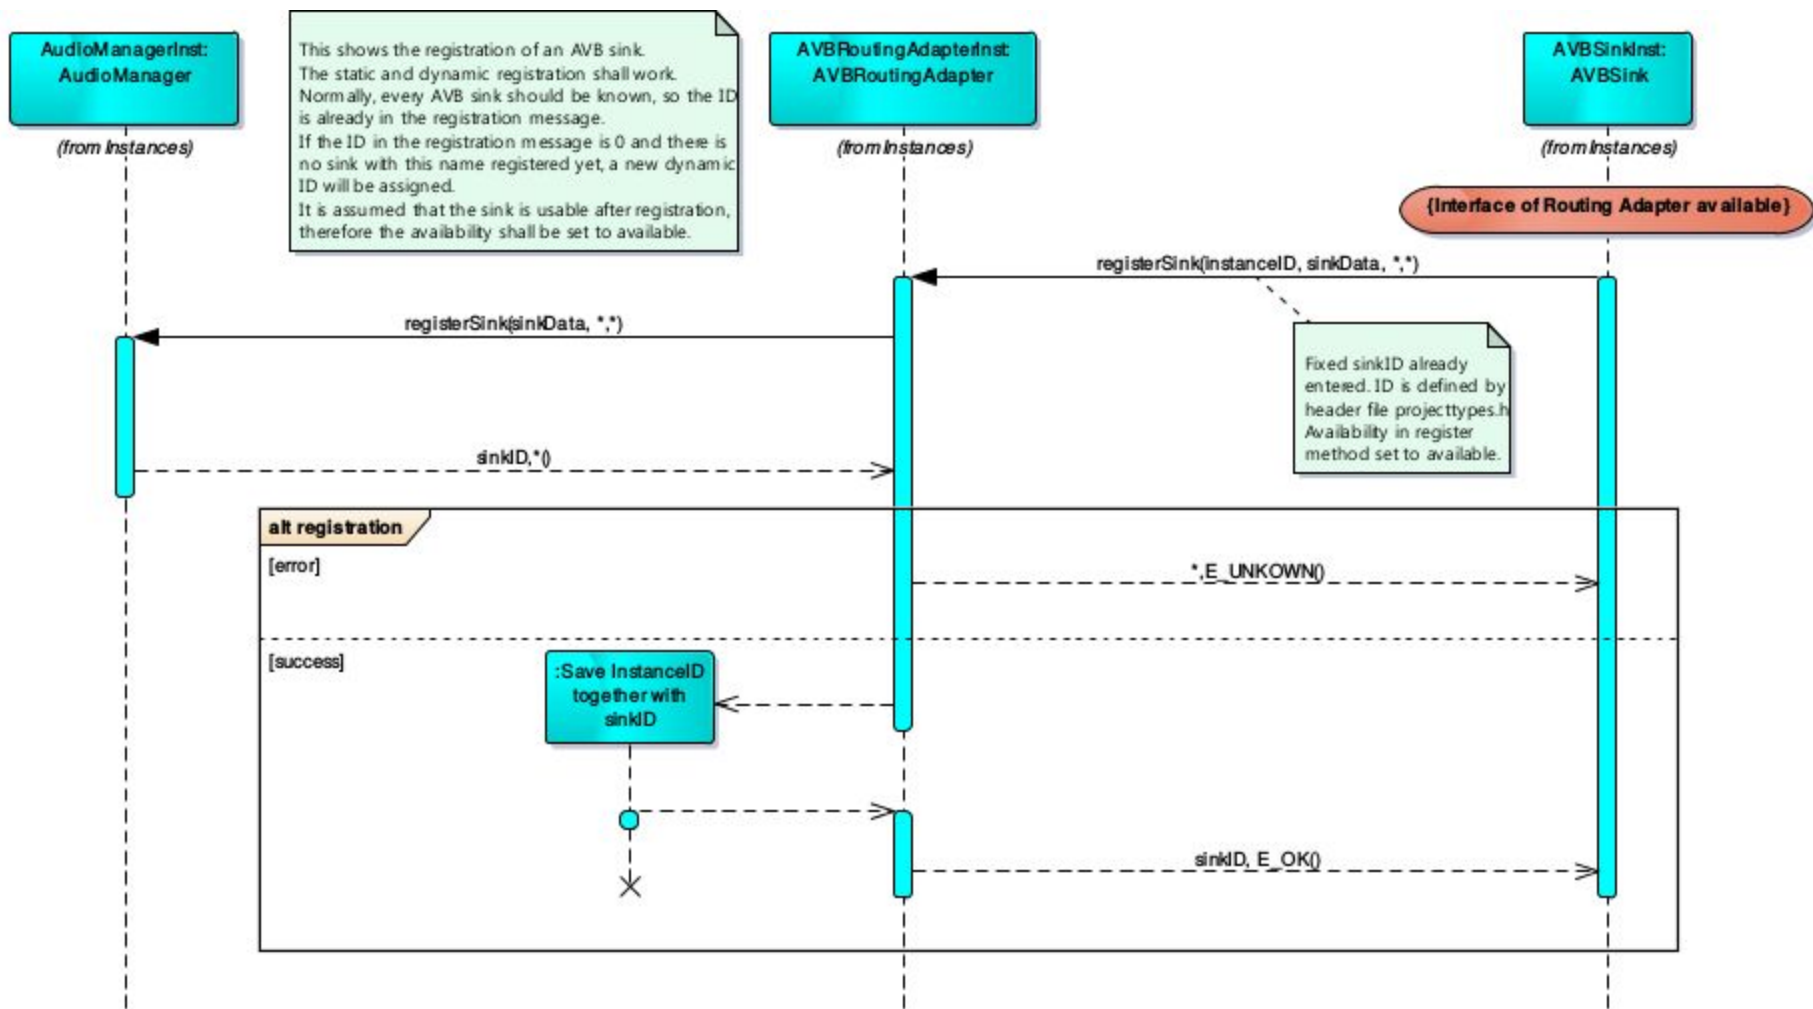 AudioManagerInst:
AudioManager
(from Instances)
This shows the registration of an AVB sink.
The static and dynamic registration shall work.
Normally, every AVB sink should be known, so the ID
is already in the registration message.
If the ID in the registration message is 0 and there is
no sink with this name registered yet, a new dynamic
ID will be assigned.
It is assumed that the sink is usable after registration,
therefore the availability shall be set to available.
AVBRoutingAdapterInst:
AVBRoutingAdapter
(from Instances)
AVBSinkInst:
AVBSink
(from Instances)
{Interface of Routing Adapter available}
registerSink(instanceID, sinkData, *,*)
registerSink(sinkData, *,*)
Fixed sinkID already
entered. ID is defined by
header file projecttypes.h
Availability in register
method set to available.
sinkID,*()
alt registration
[error]
*,E_UNKOWN()
[success]
:Save InstanceID
together with
sinkID
sinkID, E_OK()